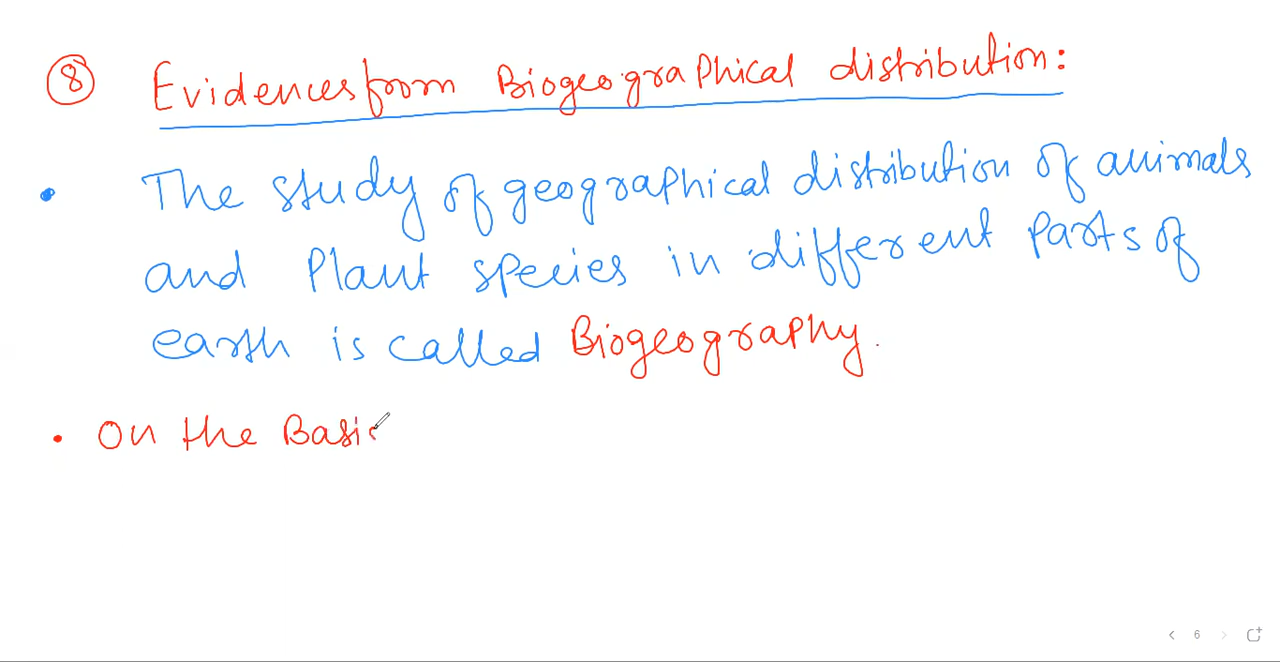 8 Evidences from Biogeographical distribution:
• The study of geographical distribution of animals
and Plant species in different parts of
earth is called Biogeography.
• On the Basi
6